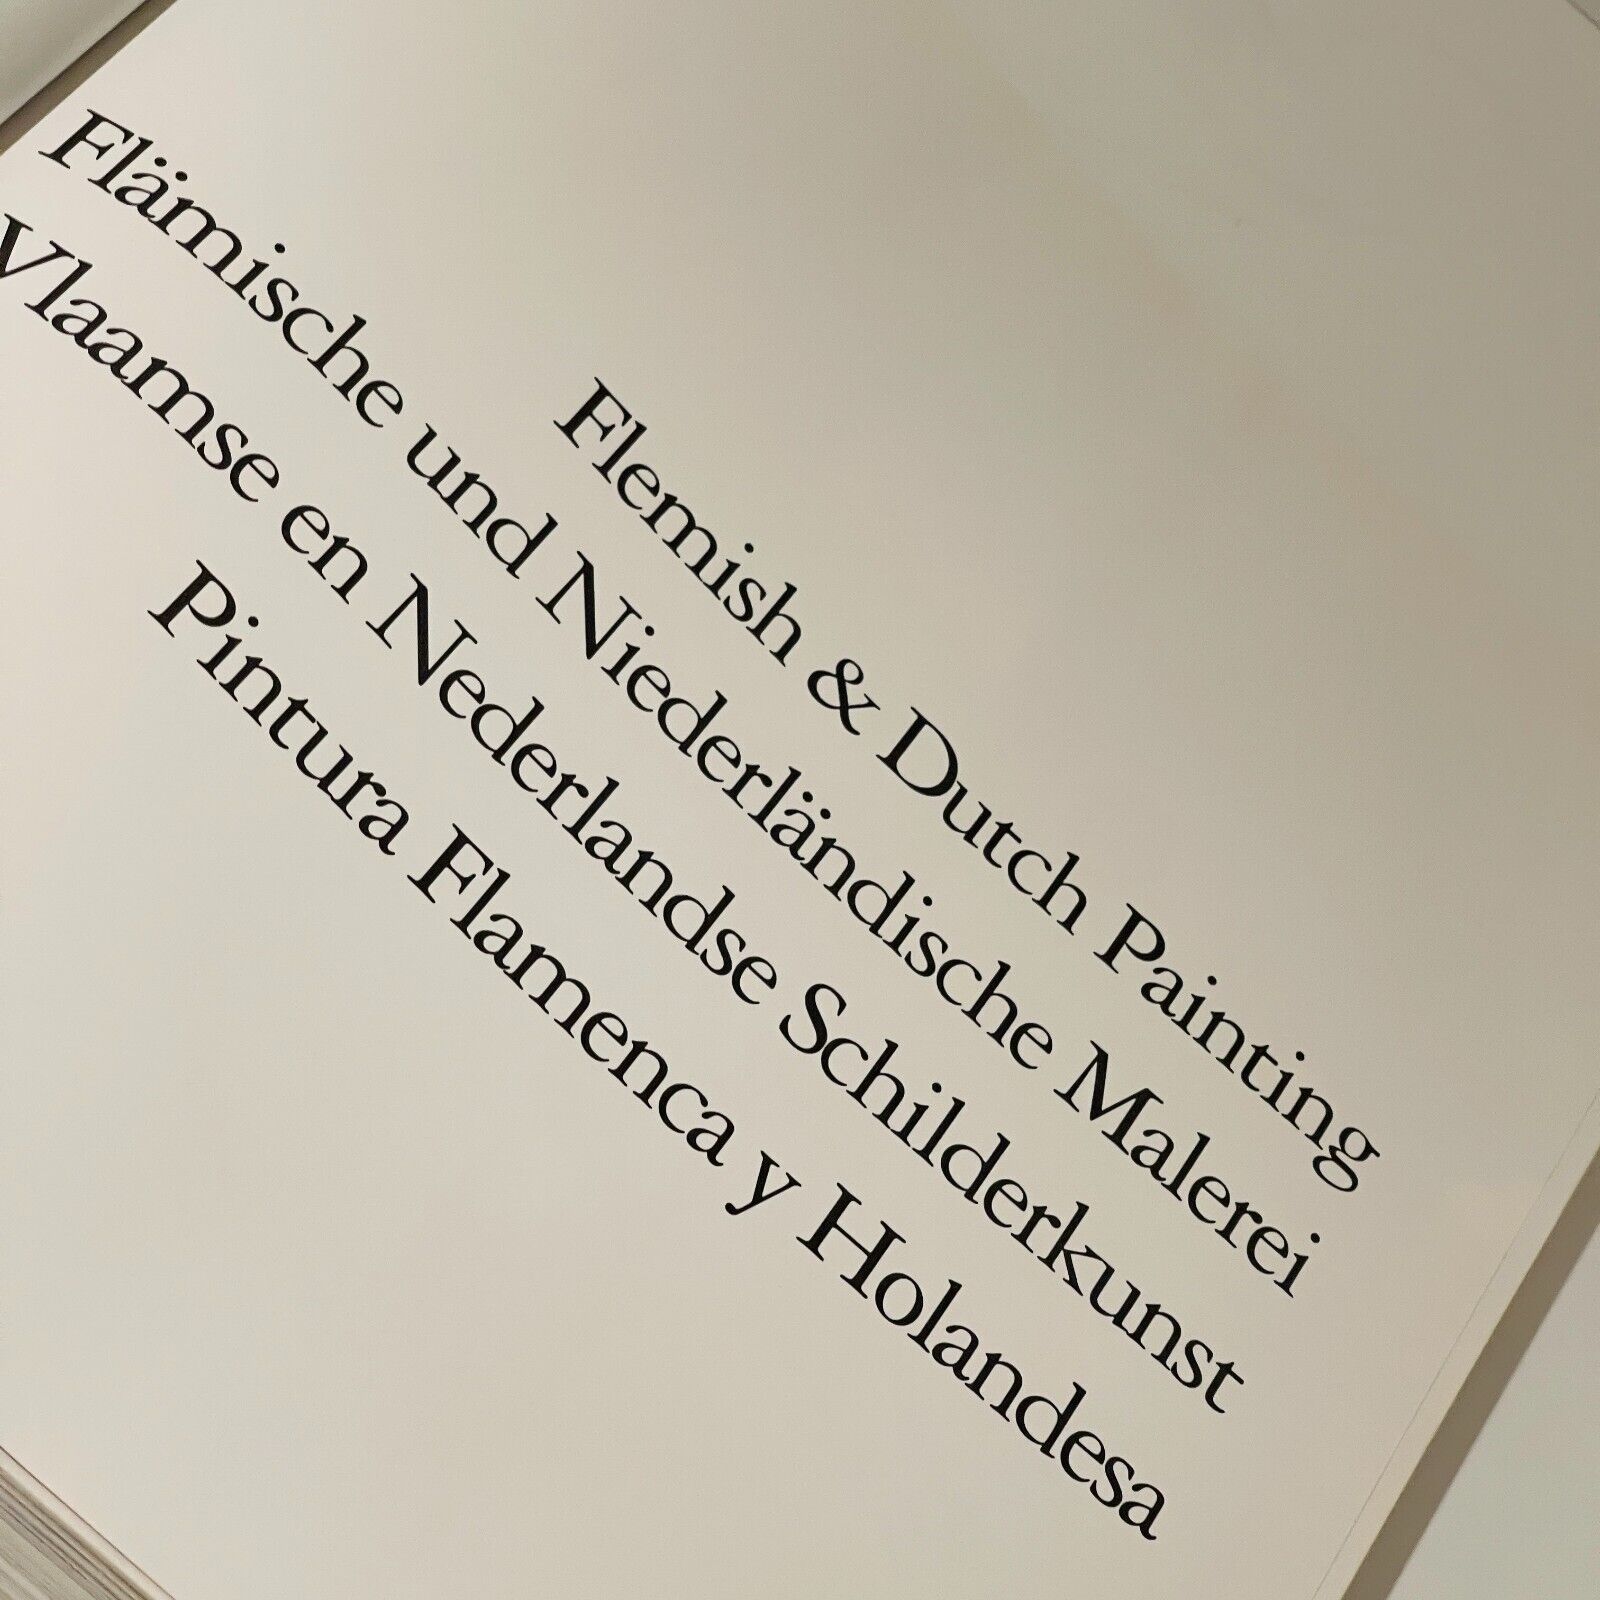 Flemish & Dutch Painting
Flämische und Niederländische Malerei
Vlaamse en Nederlandse Schilderkunst
Pintura Flamenca y Holandesa